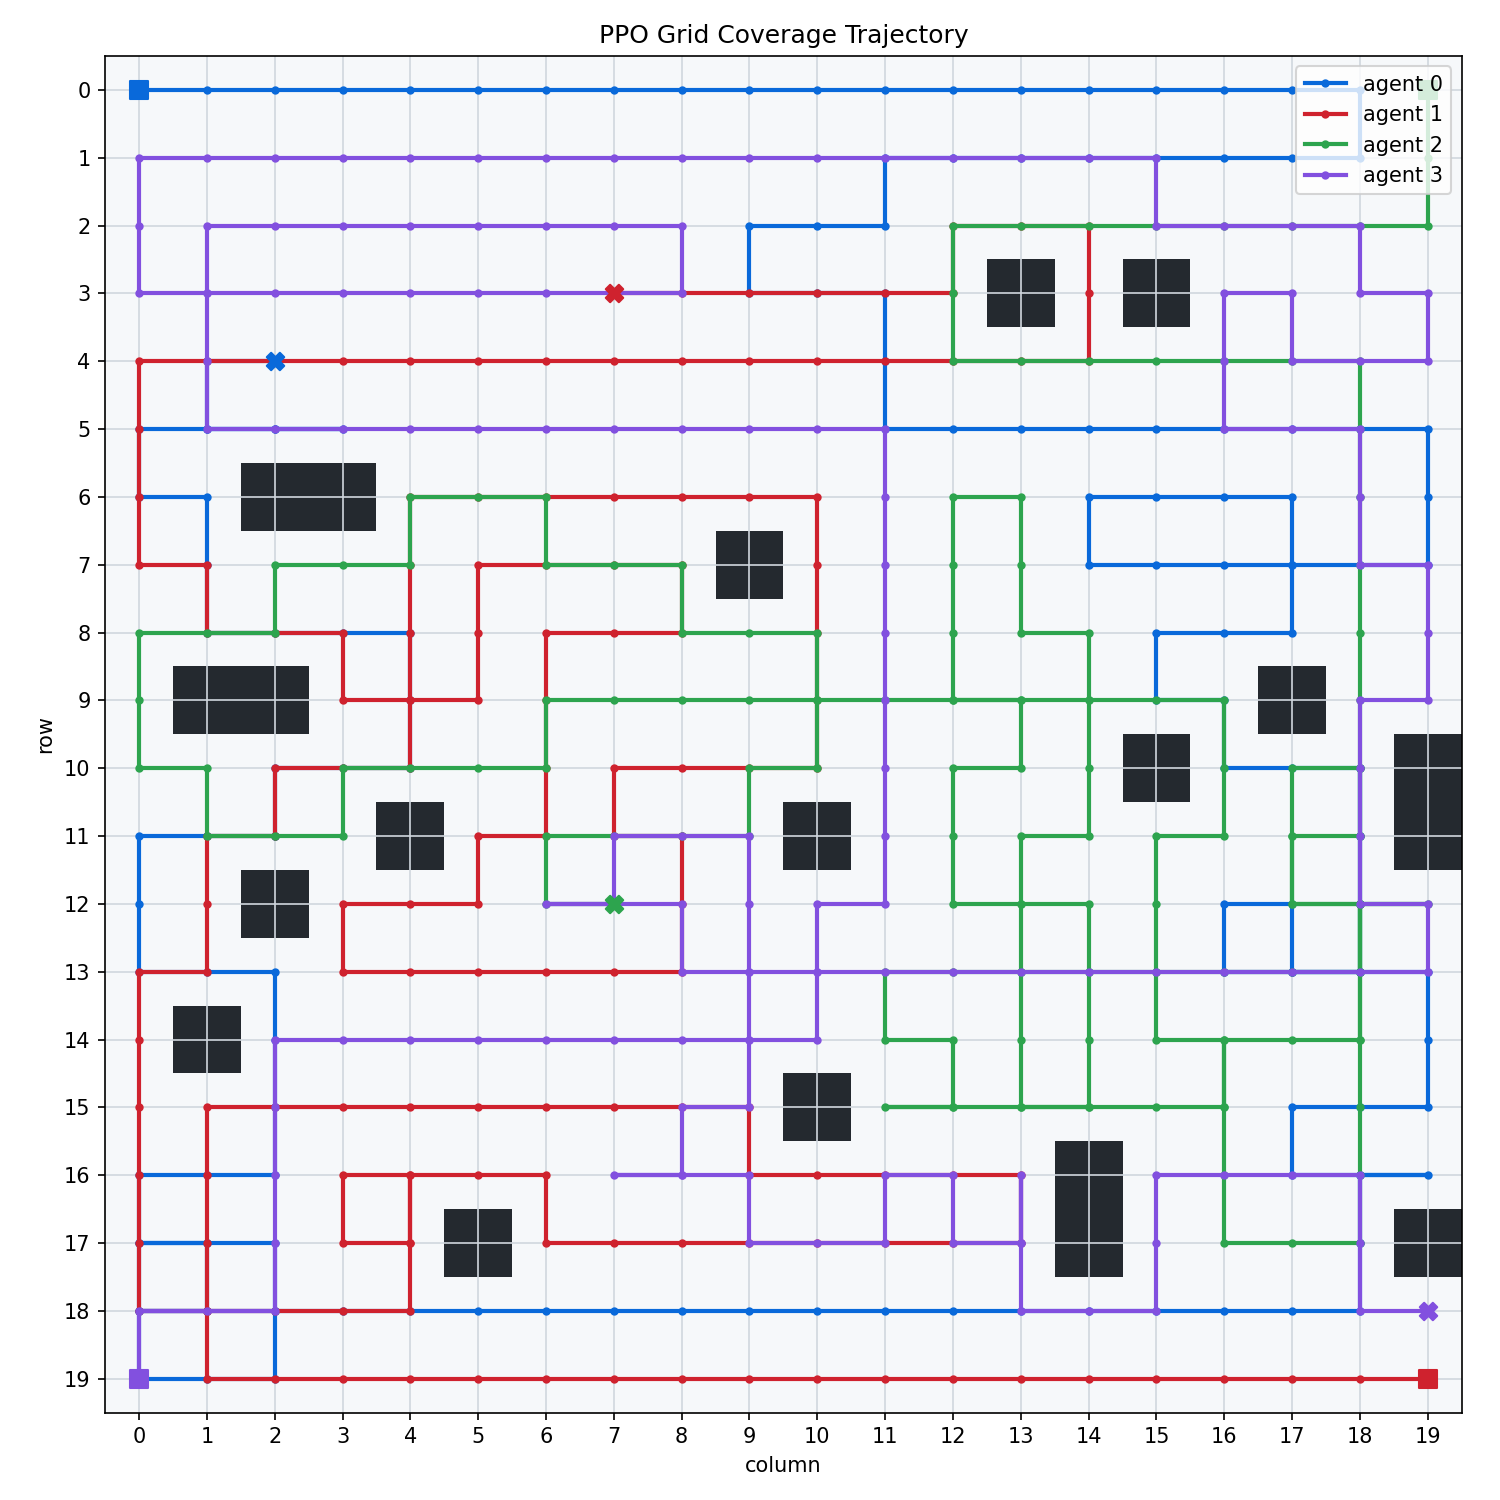 PPO Grid Coverage Trajectory
agent 0
agent 1
agent 2
agent 3
0
1
2
3
4
5
6
7
8
9
10
11
12
13
14
15
16
17
18
19
row
0 1 2 3 4 5 6 7 8 9 10 11 12 13 14 15 16 17 18 19
column